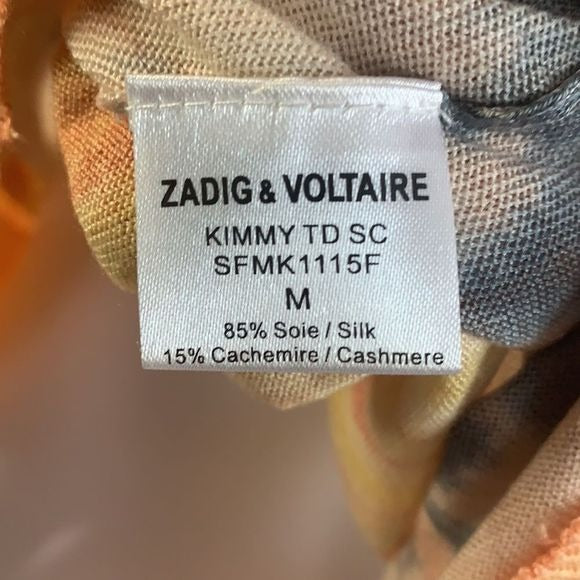 ZADIG & VOLTAIRE
KIMMY TD SC
SFMK1115F
M
85% Soie / Silk
15% Cachemire / Cashmere